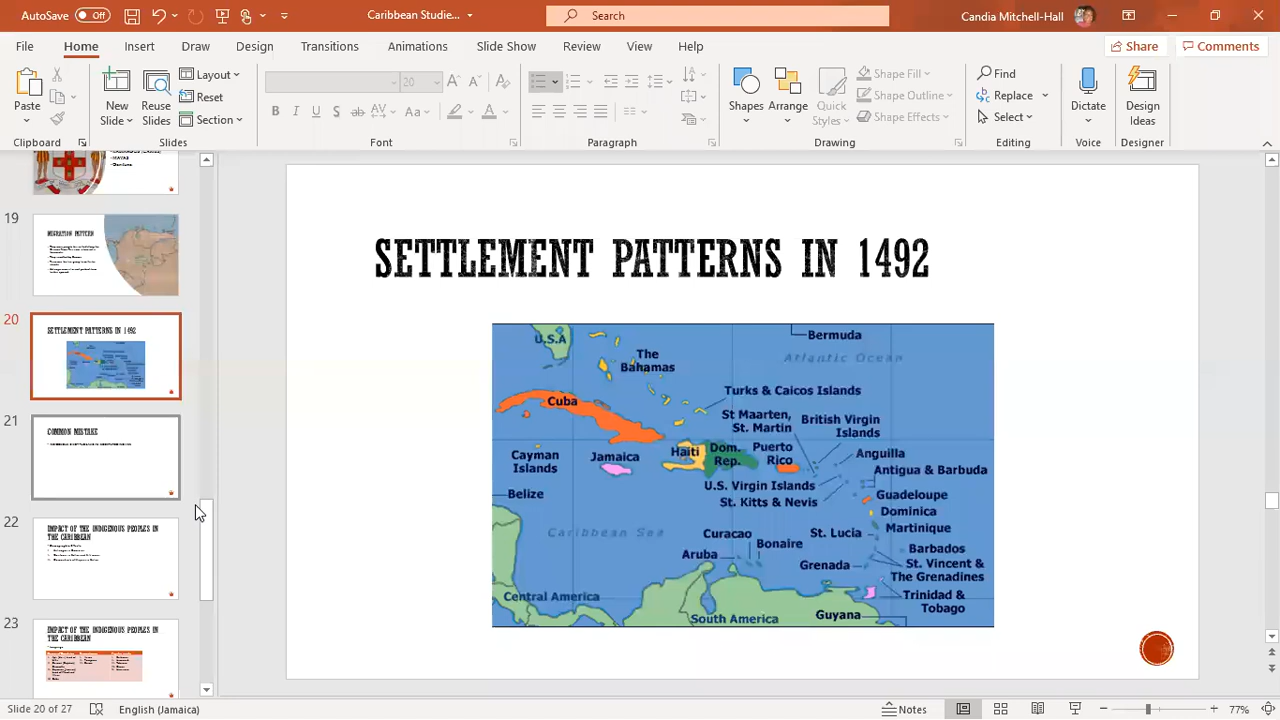 AutoSave Off
Caribbean Studie...
Search
Candia Mitchell-Hall
File Home Insert Draw Design Transitions Animations Slide Show Review View Help
Share Comments
Paste
New Slide
Reuse Slides
Layout
Reset
Section
20
Aa
Shapes
Arrange
Quick Styles
Shape Fill
Shape Outline
Shape Effects
Find
Replace
Select
Dictate
Design Ideas
Clipboard Slides Font Paragraph Drawing Editing Voice Designer
19
MIGRATION PATTERN
20
SETTLEMENT PATTERNS IN 1492
21
COMMON MISTAKE
22
IMPACT OF THE INDIGENOUS PEOPLES IN
THE CARIBBEAN
23
IMPACT OF THE INDIGENOUS PEOPLES IN
THE CARIBBEAN
SETTLEMENT PATTERNS IN 1492
U.S.A
Bermuda
The
Bahamas
Atlantic Ocean
Turks & Caicos Islands
Cuba
St Maarten,
St. Martin
British Virgin
Islands
Cayman
Islands
Jamaica
Haiti
Dom.
Rep.
Puerto
Rico
Anguilla
Antigua & Barbuda
U.S. Virgin Islands
St. Kitts & Nevis
Belize
Guadeloupe
Dominica
Martinique
Caribbean Sea
Curacao
Bonaire
Aruba
St. Lucia
Barbados
Grenada
St. Vincent &
The Grenadines
Central America
South America
Trinidad &
Tobago
Guyana
Slide 20 of 27 English (Jamaica) Notes 77%